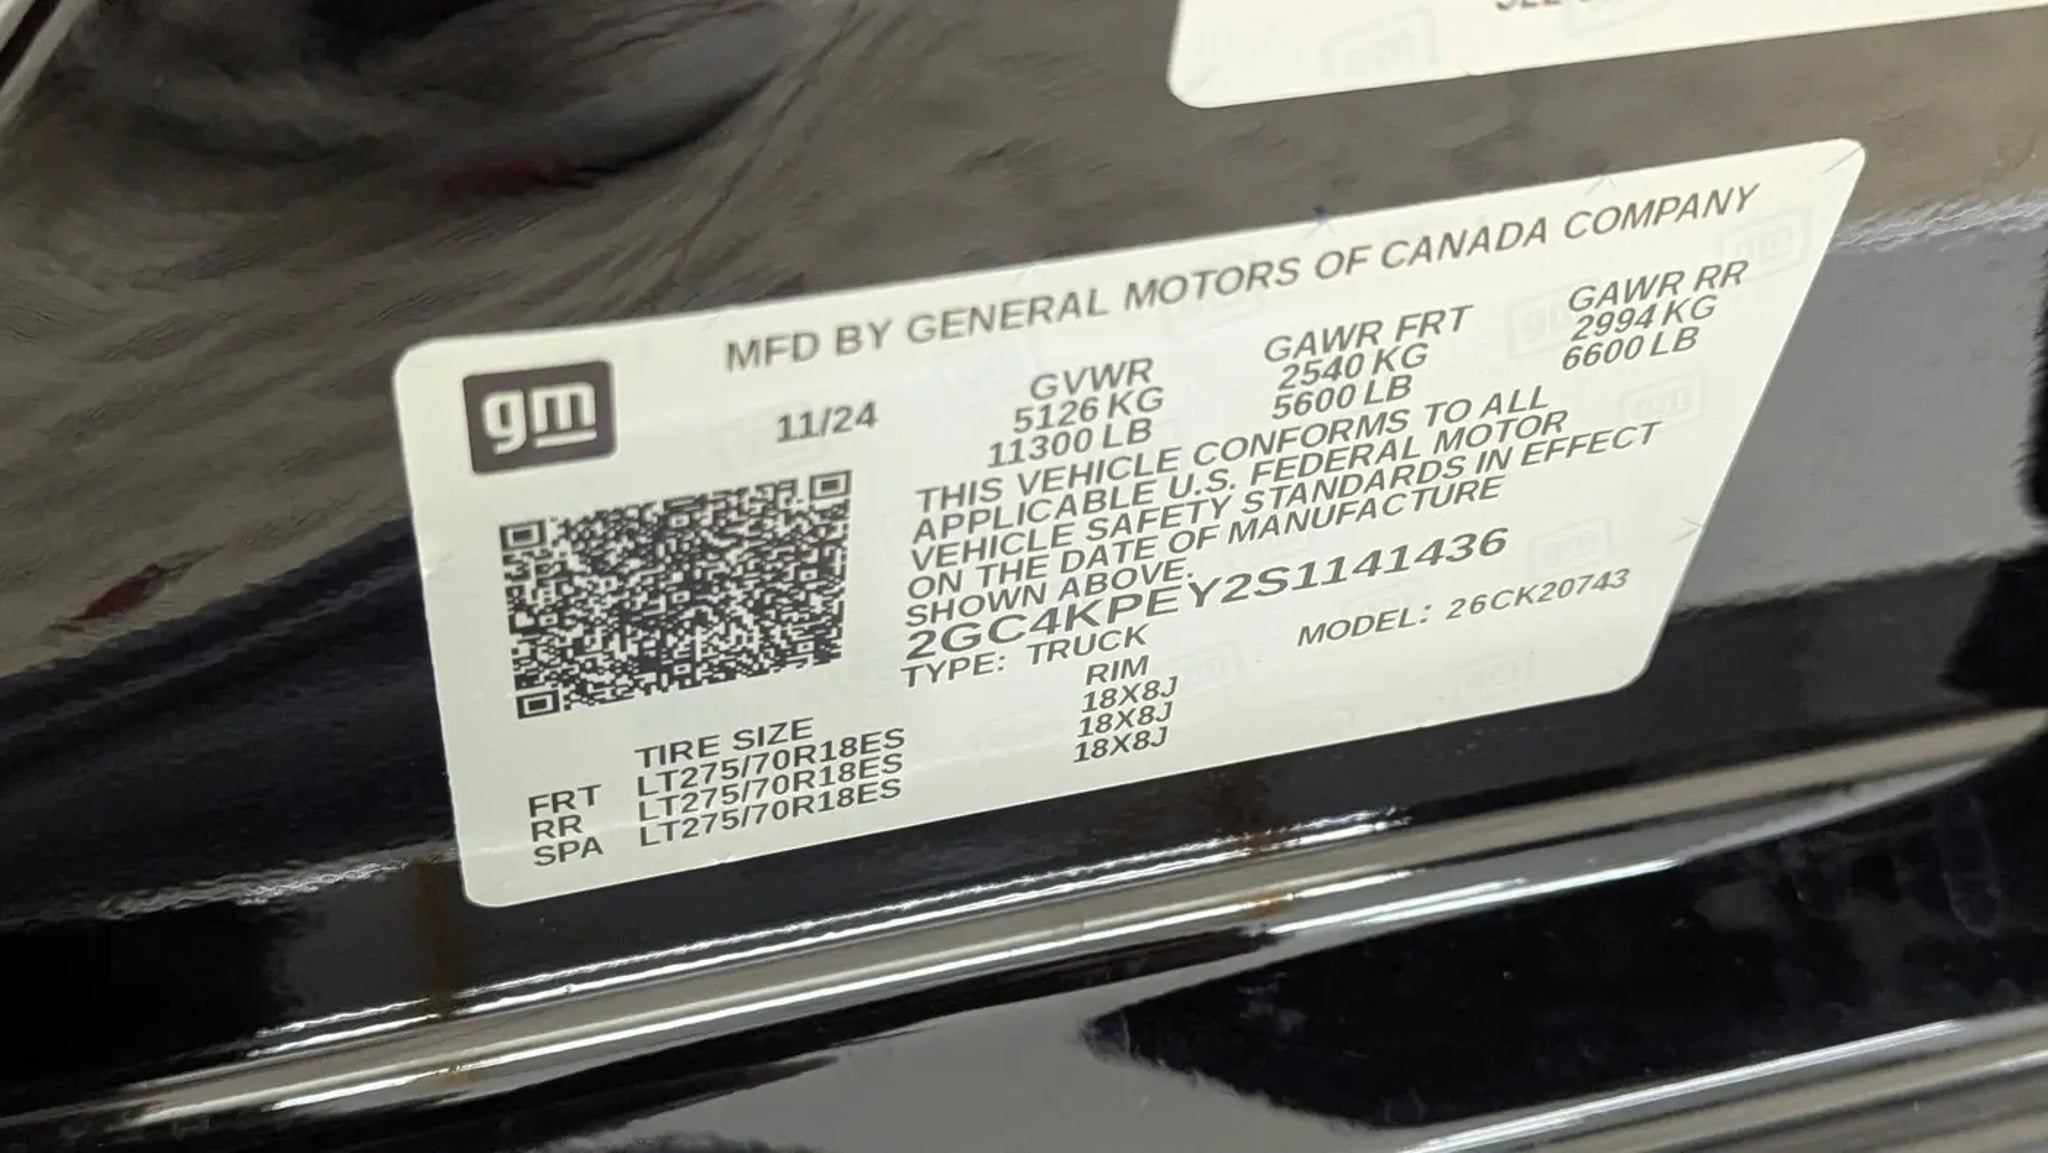 gm
MFD BY GENERAL MOTORS OF CANADA COMPANY
11/24
GVWR GAWR FRT GAWR RR
5126 KG 2540 KG 2994 KG
11300 LB 5600 LB 6600 LB
THIS VEHICLE CONFORMS TO ALL
APPLICABLE U.S. FEDERAL MOTOR
VEHICLE SAFETY STANDARDS IN EFFECT
ON THE DATE OF MANUFACTURE
SHOWN ABOVE.
2GC4KPEY2S1141436
TYPE: TRUCK MODEL: 26CK20743
TIRE SIZE RIM
FRT LT275/70R18ES 18X8J
RR LT275/70R18ES 18X8J
SPA LT275/70R18ES 18X8J